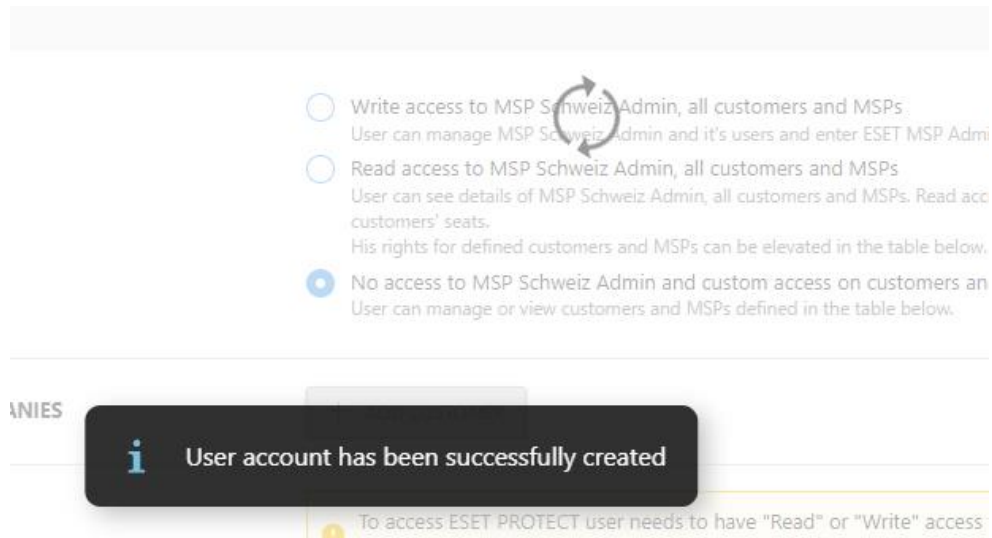 Write access to MSP Schweiz Admin, all customers and MSPs
User can manage MSP Schweiz Admin and it's users and enter ESET MSP Admi
Read access to MSP Schweiz Admin, all customers and MSPs
User can see details of MSP Schweiz Admin, all customers and MSPs. Read acc
customers' seats.
His rights for defined customers and MSPs can be elevated in the table below.
No access to MSP Schweiz Admin and custom access on customers an
User can manage or view customers and MSPs defined in the table below.
ANIES
User account has been successfully created
To access ESET PROTECT user needs to have "Read" or "Write" access